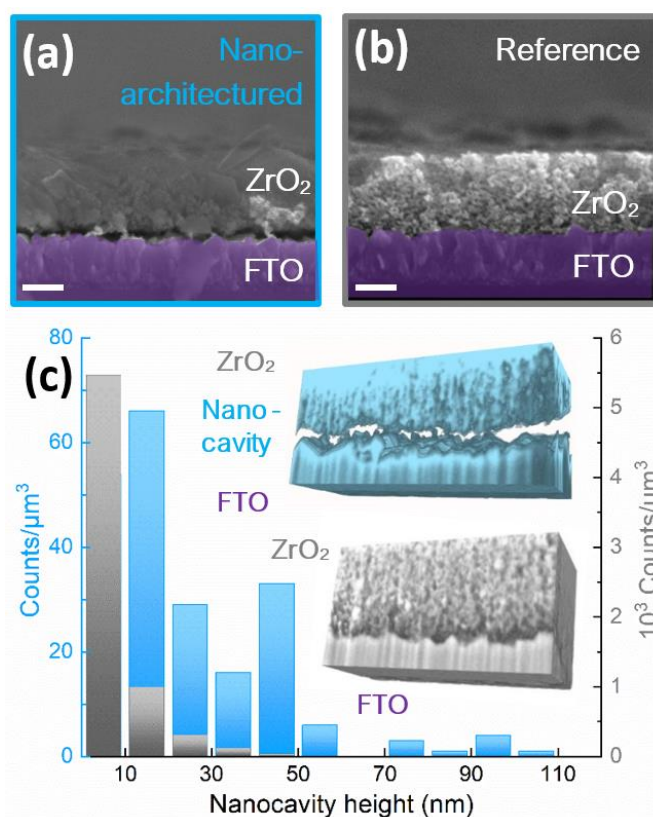 (a)
Nano-
architectured
ZrO₂
FTO
(b)
Reference
ZrO₂
FTO
(c)
80
60
40
20
0
Counts/µm³
6
5
4
3
2
1
0
10³ Counts/µm³
ZrO₂
Nano-
cavity
FTO
ZrO₂
FTO
10 30 50 70 90 110
Nanocavity height (nm)